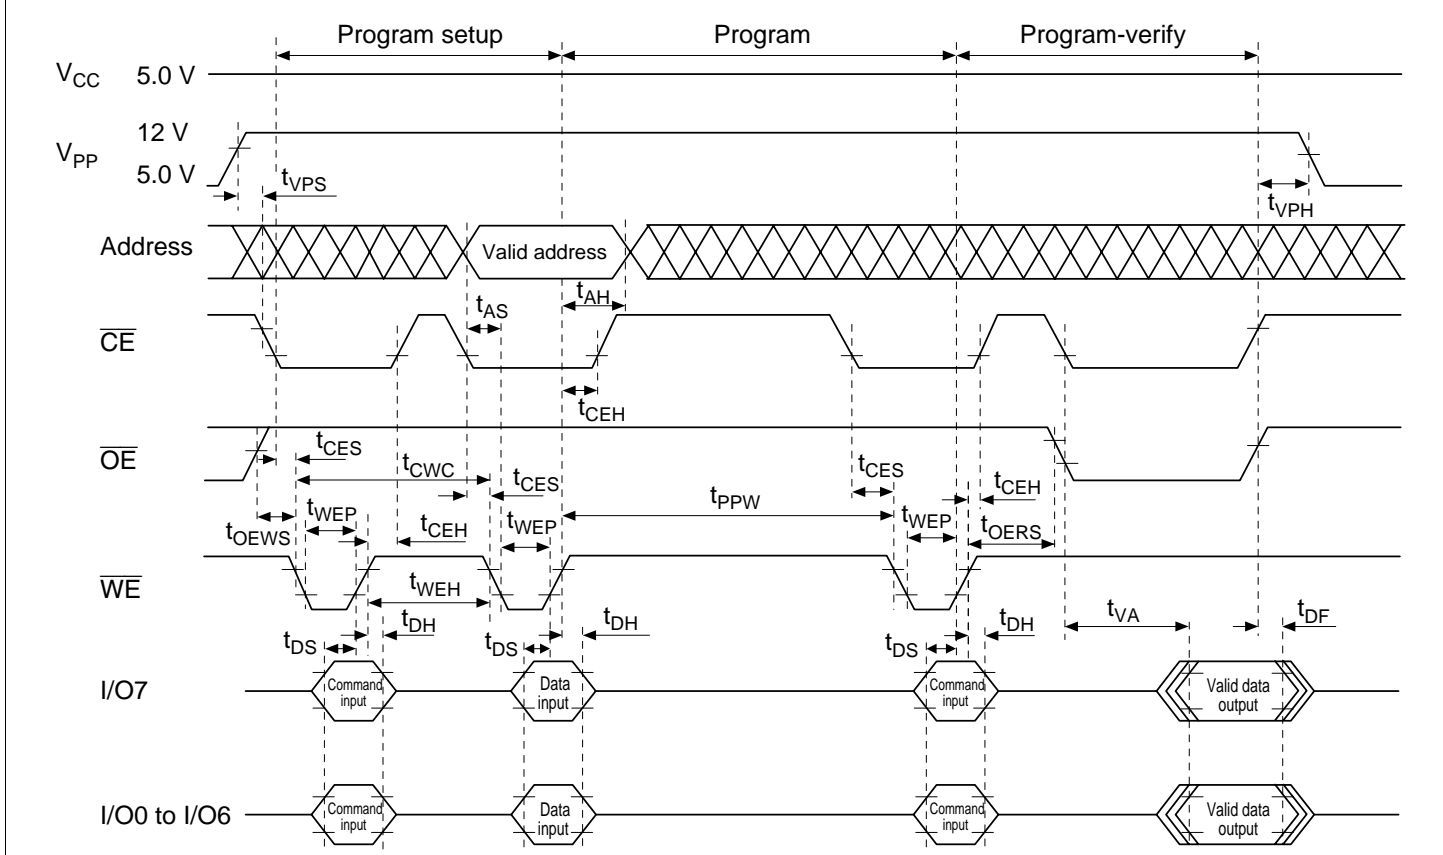 Program setup Program Program-verify
VCC 5.0 V
12 V
VPP
5.0 V
tVPS
tVPH
Address Valid address
tAS tAH
CE
tCEH
OE
tCES tCWC tCES tCES tCEH
tPPW
tOEWS tWEP tCEH tWEP tWEP tOERS
WE
tWEH
tDS tDH tDS tDH tDS tDH tVA tDF
I/O7
Command
input
Data
input
Command
input
Valid data
output
I/O0 to I/O6
Command
input
Data
input
Command
input
Valid data
output